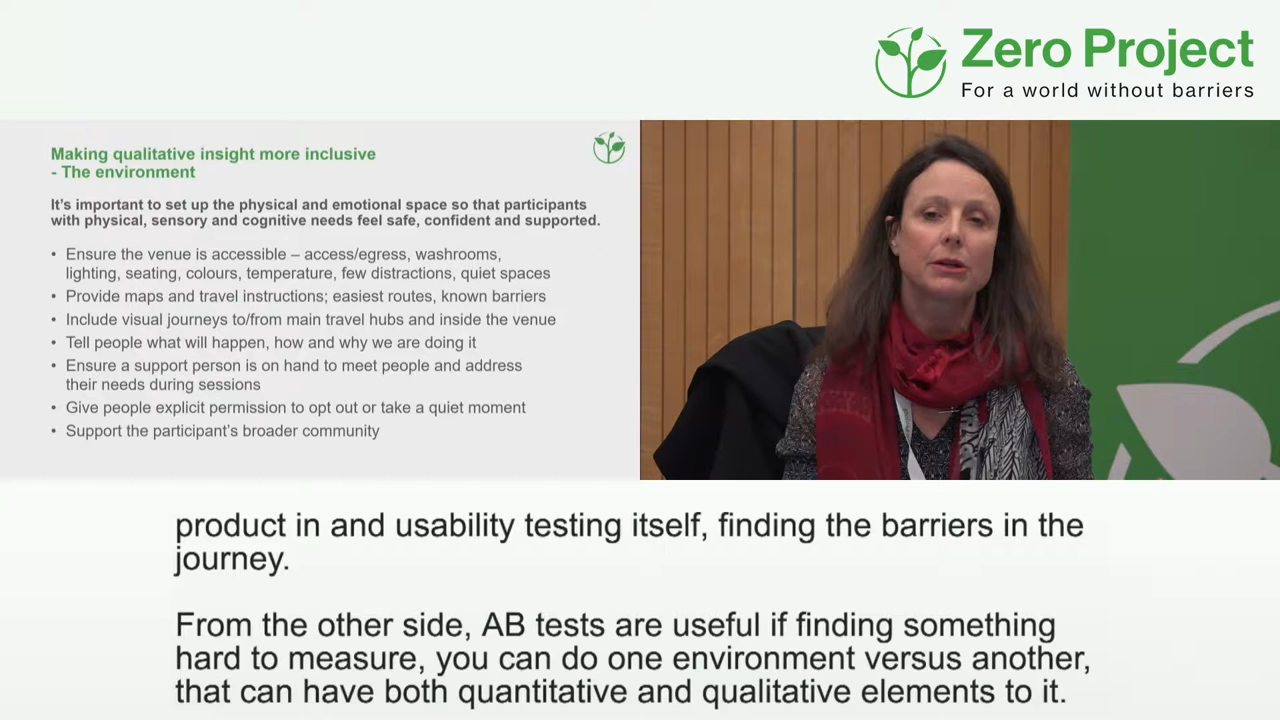 Zero Project
For a world without barriers
Making qualitative insight more inclusive
- The environment
It's important to set up the physical and emotional space so that participants
with physical, sensory and cognitive needs feel safe, confident and supported.
• Ensure the venue is accessible – access/egress, washrooms,
lighting, seating, colours, temperature, few distractions, quiet spaces
• Provide maps and travel instructions; easiest routes, known barriers
• Include visual journeys to/from main travel hubs and inside the venue
• Tell people what will happen, how and why we are doing it
• Ensure a support person is on hand to meet people and address
their needs during sessions
• Give people explicit permission to opt out or take a quiet moment
• Support the participant's broader community
product in and usability testing itself, finding the barriers in the
journey.
From the other side, AB tests are useful if finding something
hard to measure, you can do one environment versus another,
that can have both quantitative and qualitative elements to it.